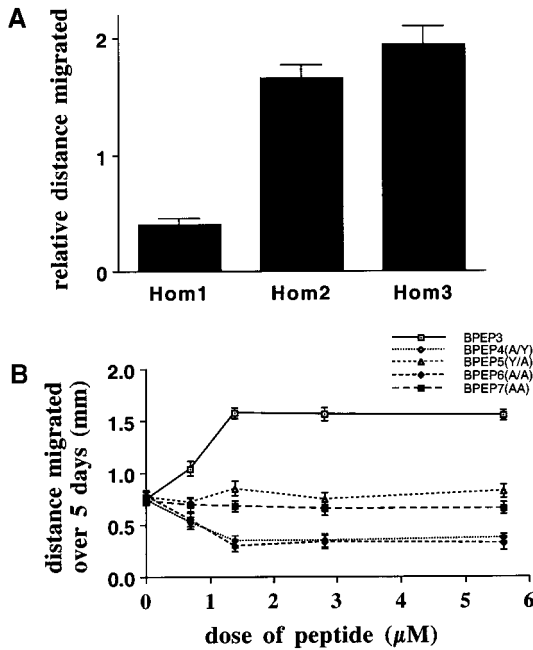 A
relative distance migrated
2
1
0
Hom1 Hom2 Hom3
BPEP3
BPEP4(A/Y)
BPEP5(Y/A)
BPEP6(A/A)
BPEP7(AA)
B
distance migrated
over 5 days (mm)
2.0
1.5
1.0
0.5
0.0
0 1 2 3 4 5 6
dose of peptide (µM)